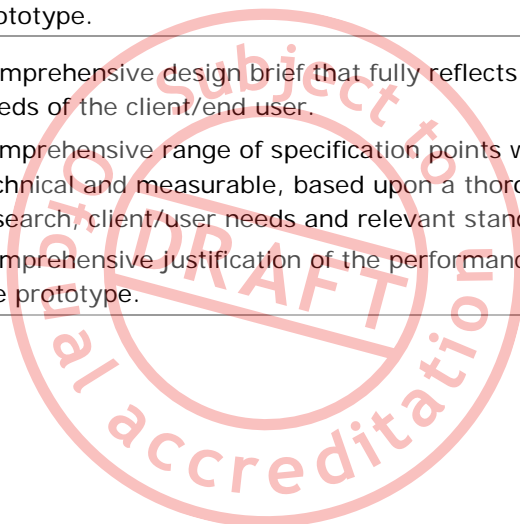 ototype.
mprehensive design brief that fully reflects
eds of the client/end user.
mprehensive range of specification points w
chnical and measurable, based upon a thoro
search, client/user needs and relevant stand
mprehensive justification of the performanc
e prototype.
Subject to
DRAFT
Ofqual accreditation